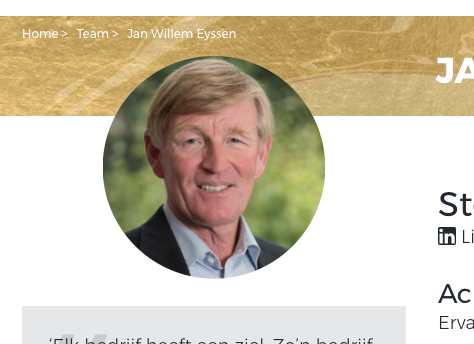 Home > Team > Jan Willem Eyssen
JA
St
Li
Ac
Erva
‘Elk bedrijf heeft een ziel. Zo’n bedrijf